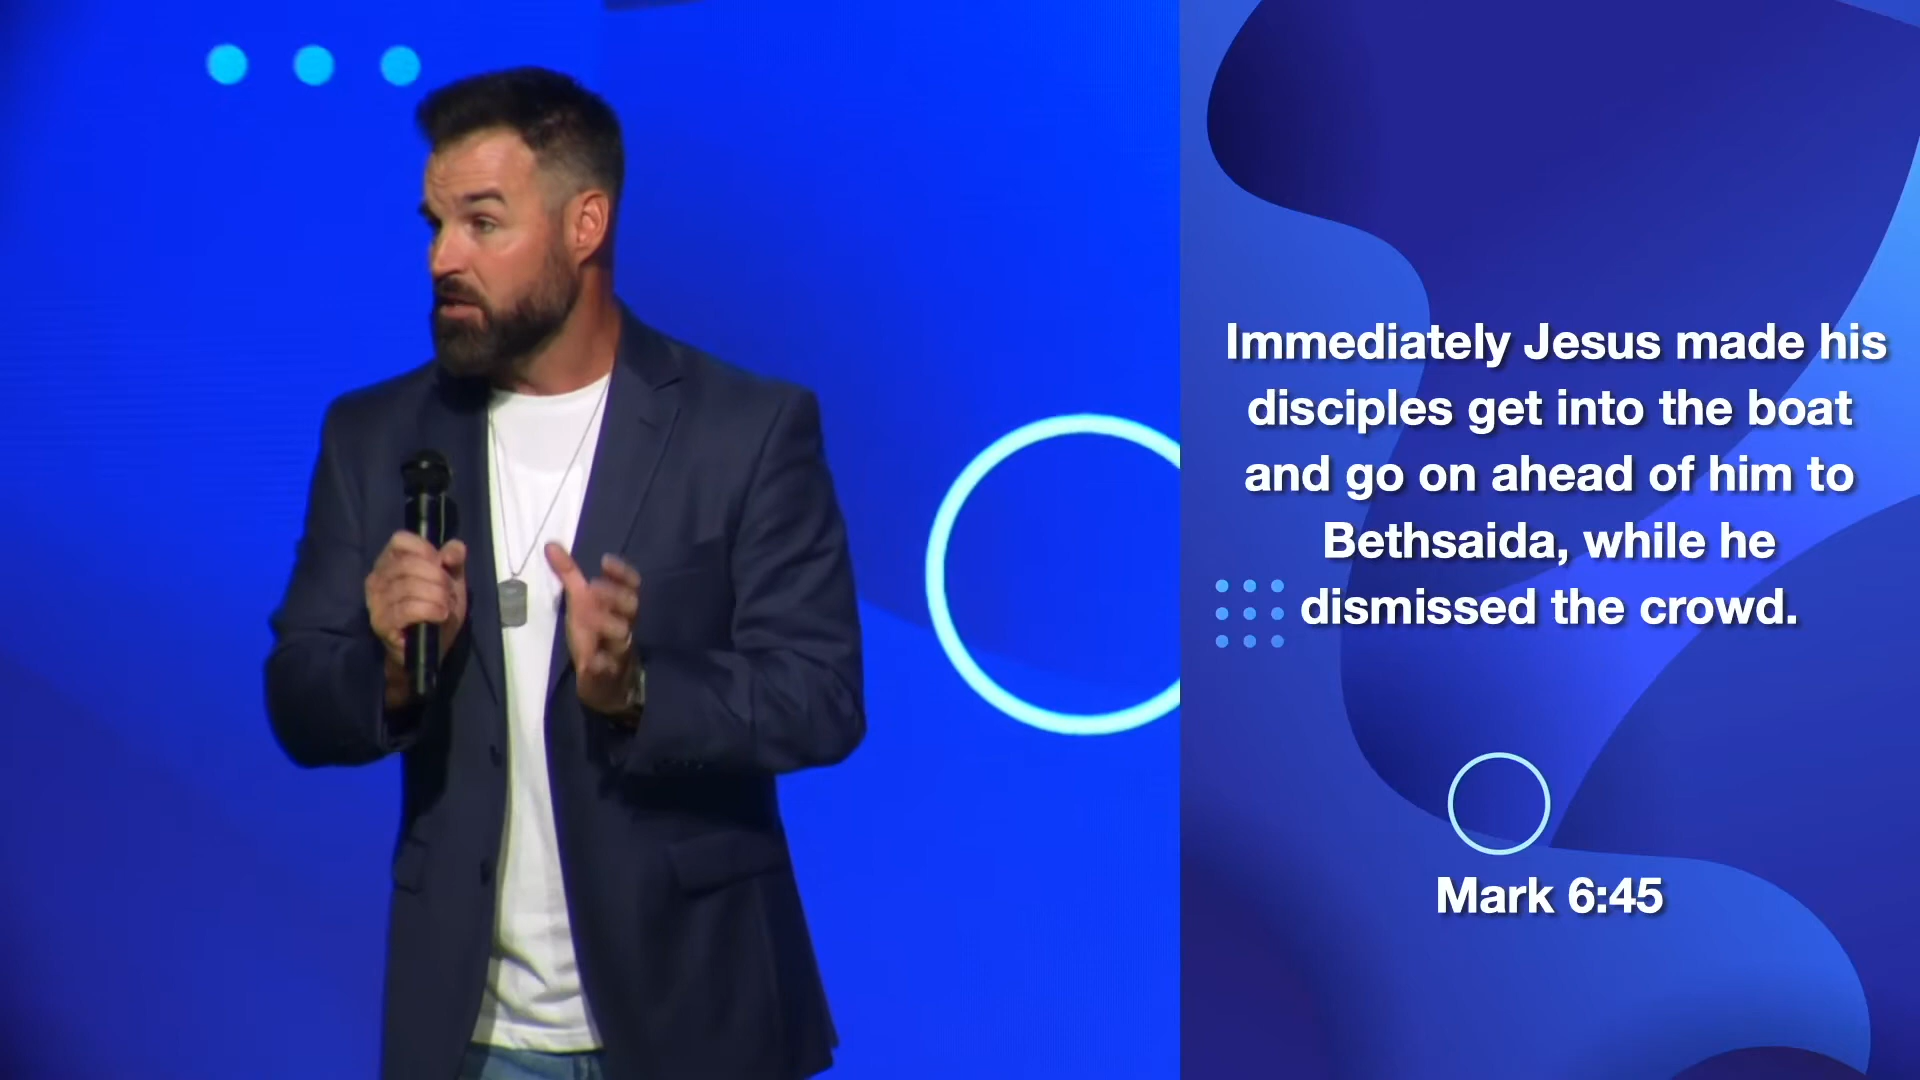 Immediately Jesus made his
disciples get into the boat
and go on ahead of him to
Bethsaida, while he
dismissed the crowd.
Mark 6:45